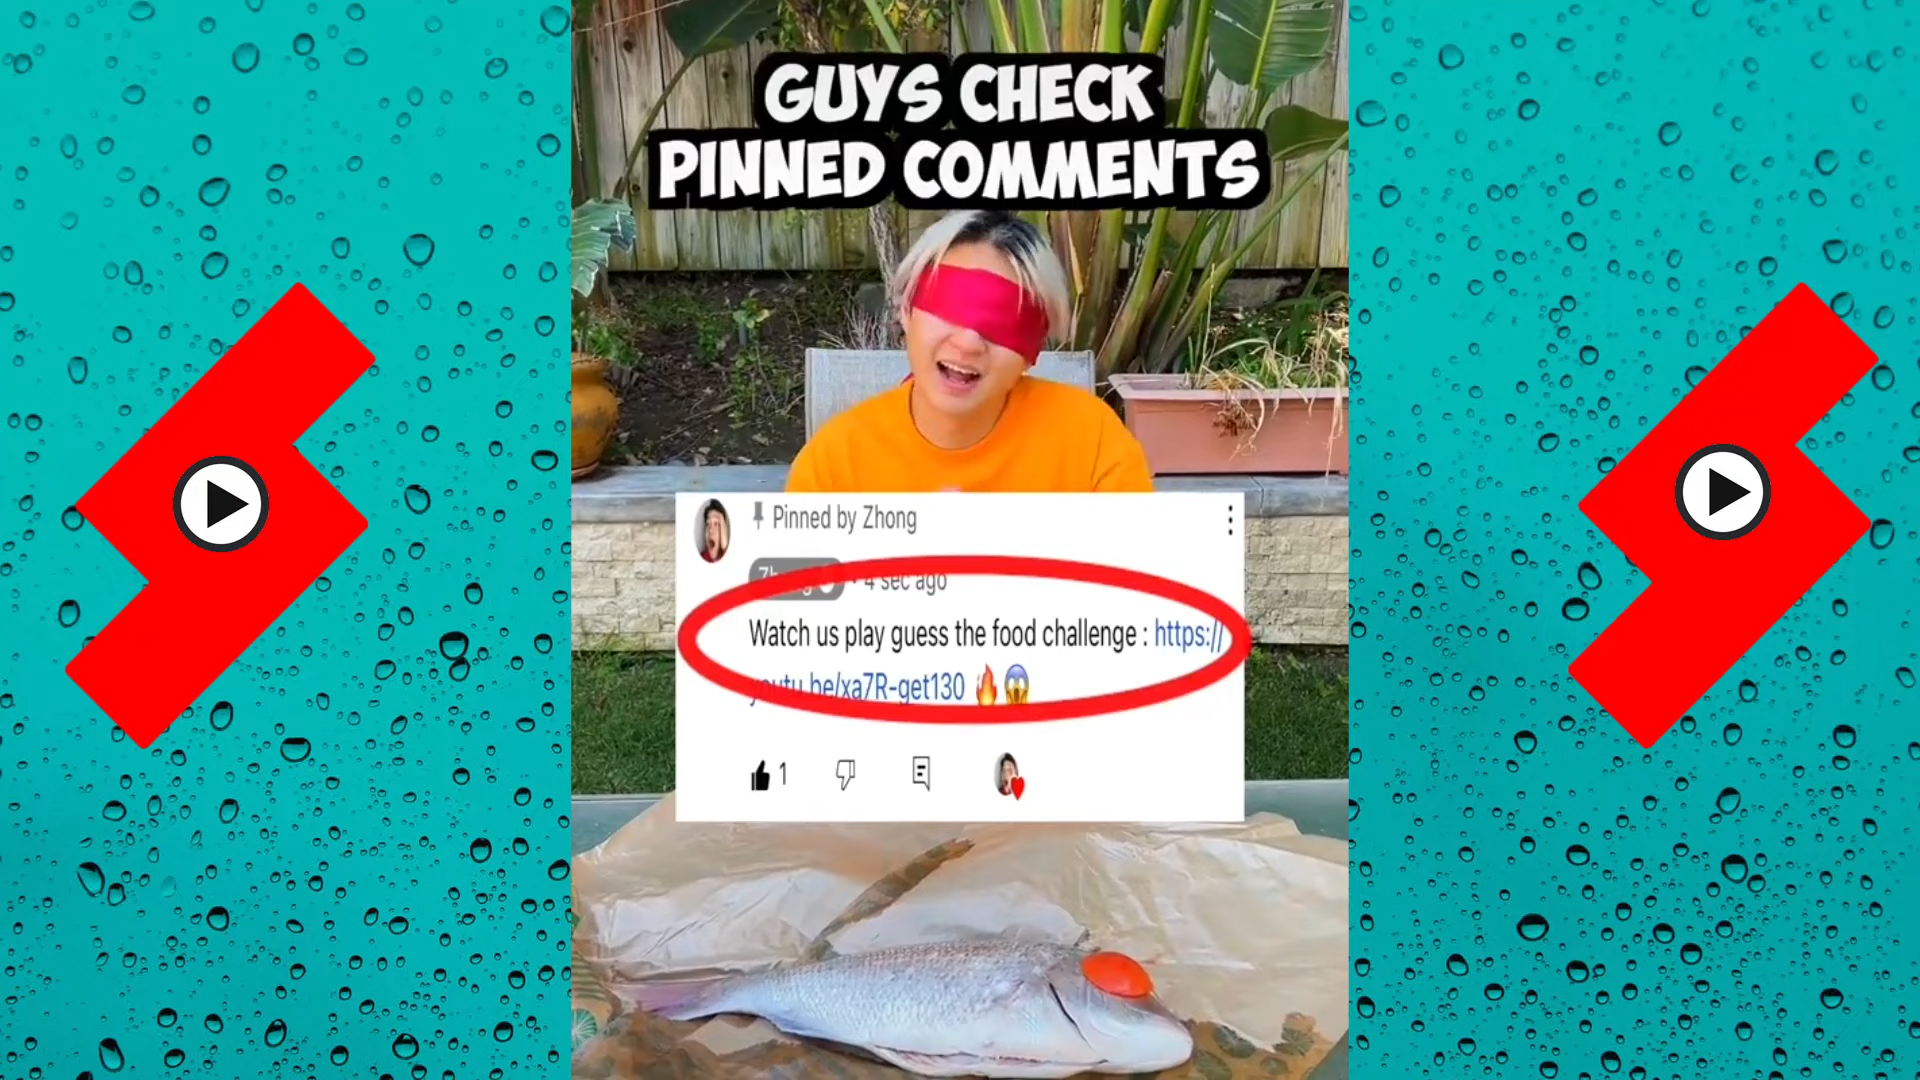 GUYS CHECK
PINNED COMMENTS
Pinned by Zhong
4 sec ago
Watch us play guess the food challenge : https://
youtu.be/xa7R-get130 🔥😱
1